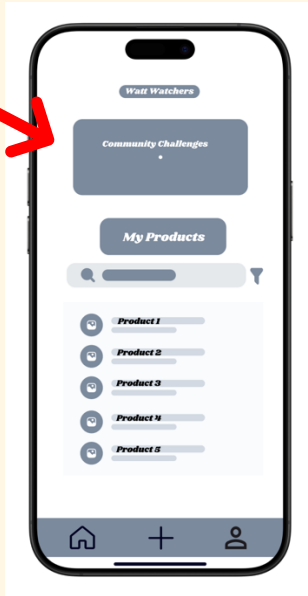 Watt Watchers
Community Challenges
My Products
Product 1
Product 2
Product 3
Product 4
Product 5